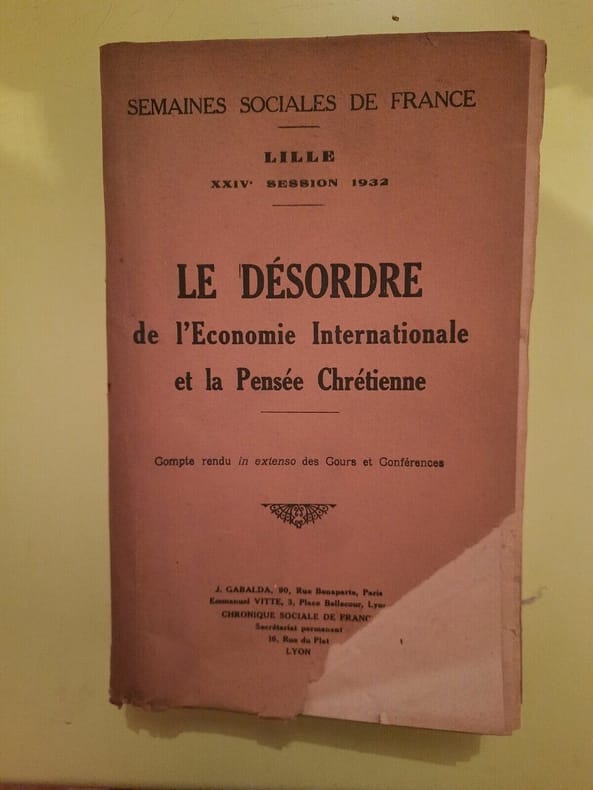 SEMAINES SOCIALES DE FRANCE
LILLE
XXIVᵉ SESSION 1932
LE DÉSORDRE
de l'Economie Internationale
et la Pensée Chrétienne
Compte rendu in extenso des Cours et Conférences
J. GABALDA, 90, Rue Bonaparte, Paris
Emmanuel VITTE, 3, Place Bellecour, Lyo
CHRONIQUE SOCIALE DE FRANC
Secrétariat permanent
16, Rue du Plat
LYON